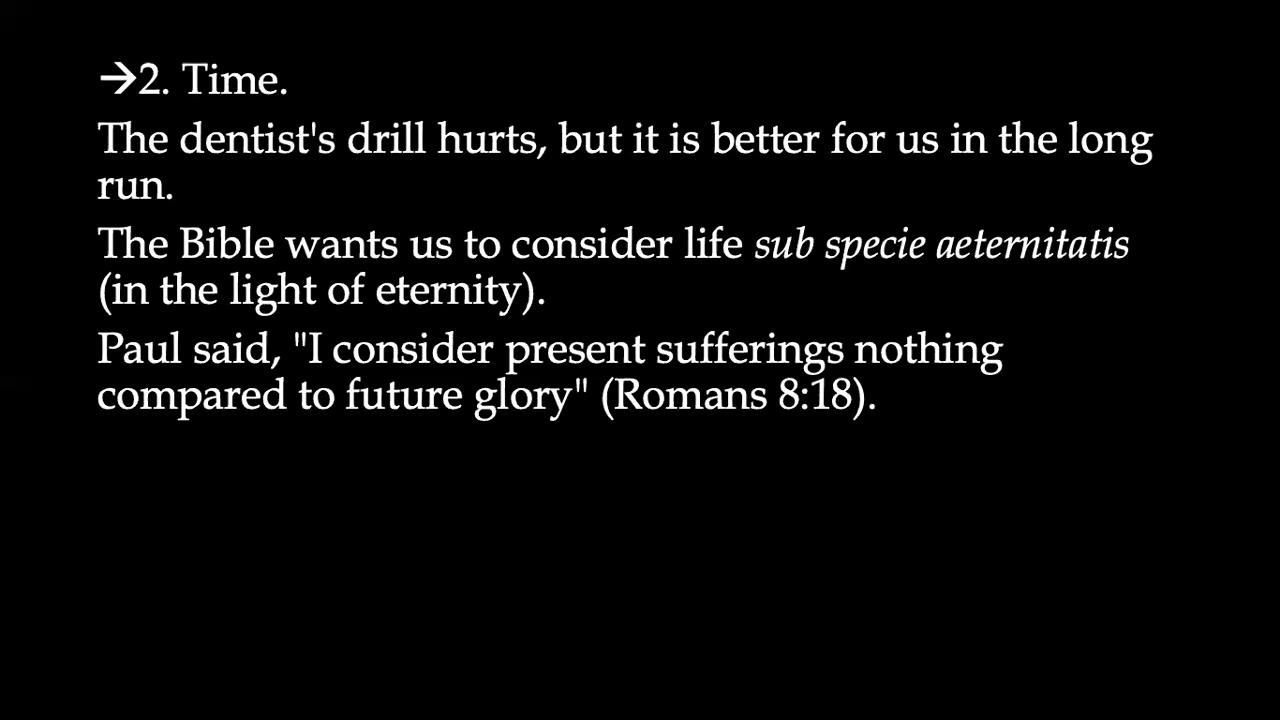 →2. Time.
The dentist's drill hurts, but it is better for us in the long
run.
The Bible wants us to consider life sub specie aeternitatis
(in the light of eternity).
Paul said, "I consider present sufferings nothing
compared to future glory" (Romans 8:18).